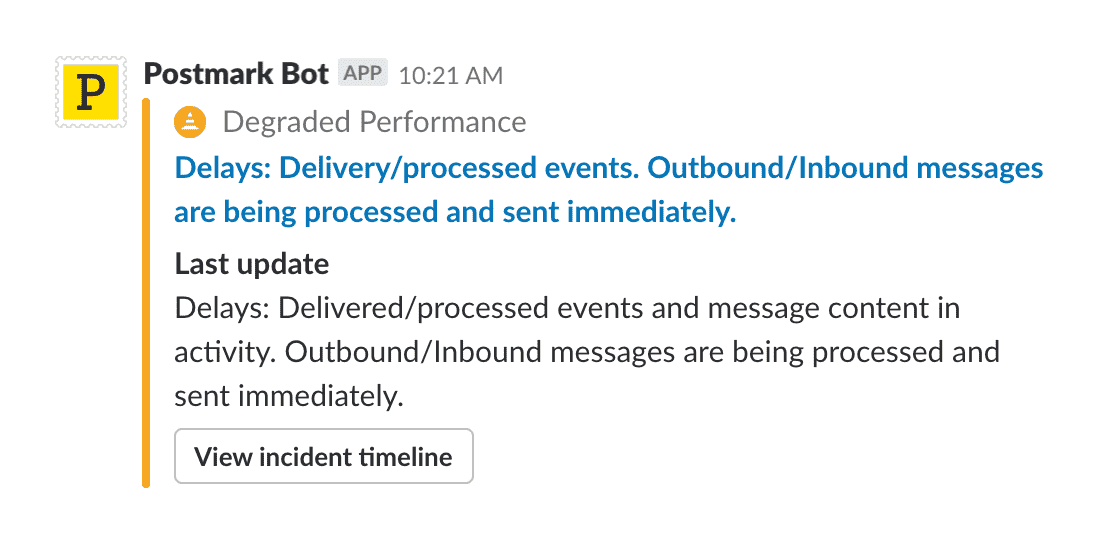 P
Postmark Bot APP 10:21 AM
Degraded Performance
Delays: Delivery/processed events. Outbound/Inbound messages
are being processed and sent immediately.
Last update
Delays: Delivered/processed events and message content in
activity. Outbound/Inbound messages are being processed and
sent immediately.
View incident timeline